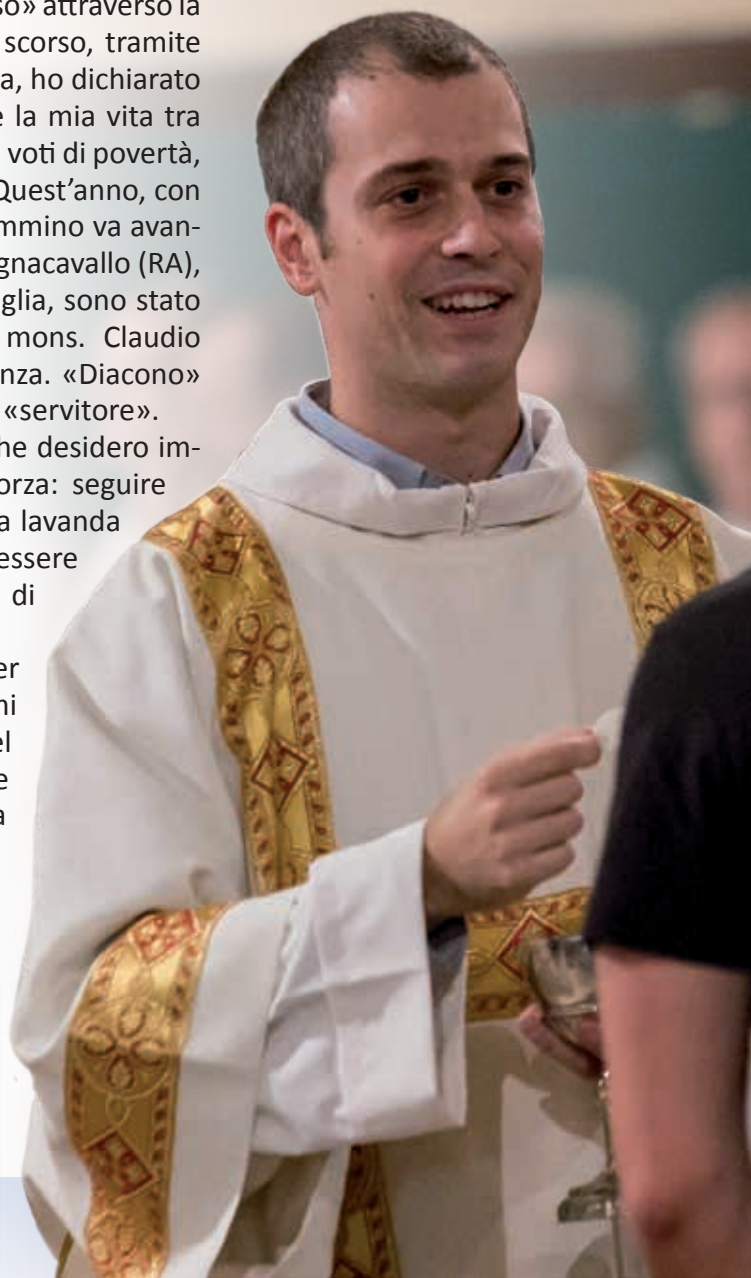 so» attraverso la
scorso, tramite
a, ho dichiarato
e la mia vita tra
voti di povertà,
Quest'anno, con
mmino va avan-
gnacavallo (RA),
glia, sono stato
mons. Claudio
nza. «Diacono»
«servitore».
he desidero im-
orza: seguire
a lavanda
essere
di
er
ni
el
e
a